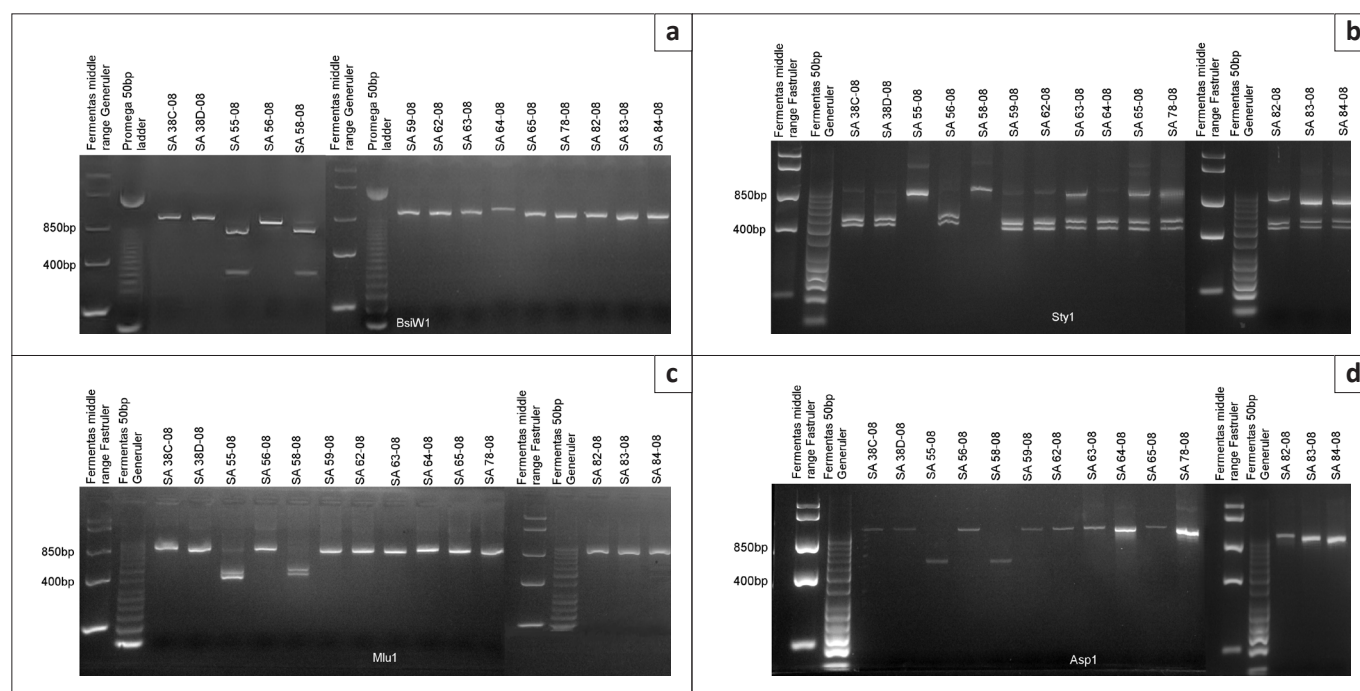 a
Fermentas middle
range Generuler
Promega 50bp
ladder
SA 38C-08
SA 38D-08
SA 55-08
SA 56-08
SA 58-08
Fermentas middle
range Generuler
Promega 50bp
ladder
SA 59-08
SA 62-08
SA 63-08
SA 64-08
SA 65-08
SA 78-08
SA 82-08
SA 83-08
SA 84-08
850bp
400bp
BsiW1
b
Fermentas middle
range Fastruler
Fermentas 50bp
Generuler
SA 38C-08
SA 38D-08
SA 55-08
SA 56-08
SA 58-08
SA 59-08
SA 62-08
SA 63-08
SA 64-08
SA 65-08
SA 78-08
Fermentas middle
range Fastruler
Fermentas 50bp
Generuler
SA 82-08
SA 83-08
SA 84-08
850bp
400bp
Sty1
c
Fermentas middle
range Fastruler
Fermentas 50bp
Generuler
SA 38C-08
SA 38D-08
SA 55-08
SA 56-08
SA 58-08
SA 59-08
SA 62-08
SA 63-08
SA 64-08
SA 65-08
SA 78-08
Fermentas middle
range Fastruler
Fermentas 50bp
Generuler
SA 82-08
SA 83-08
SA 84-08
850bp
400bp
Mlu1
d
Fermentas middle
range Fastruler
Fermentas 50bp
Generuler
SA 38C-08
SA 38D-08
SA 55-08
SA 56-08
SA 58-08
SA 59-08
SA 62-08
SA 63-08
SA 64-08
SA 65-08
SA 78-08
Fermentas middle
range Fastruler
Fermentas 50bp
Generuler
SA 82-08
SA 83-08
SA 84-08
850bp
400bp
Asp1